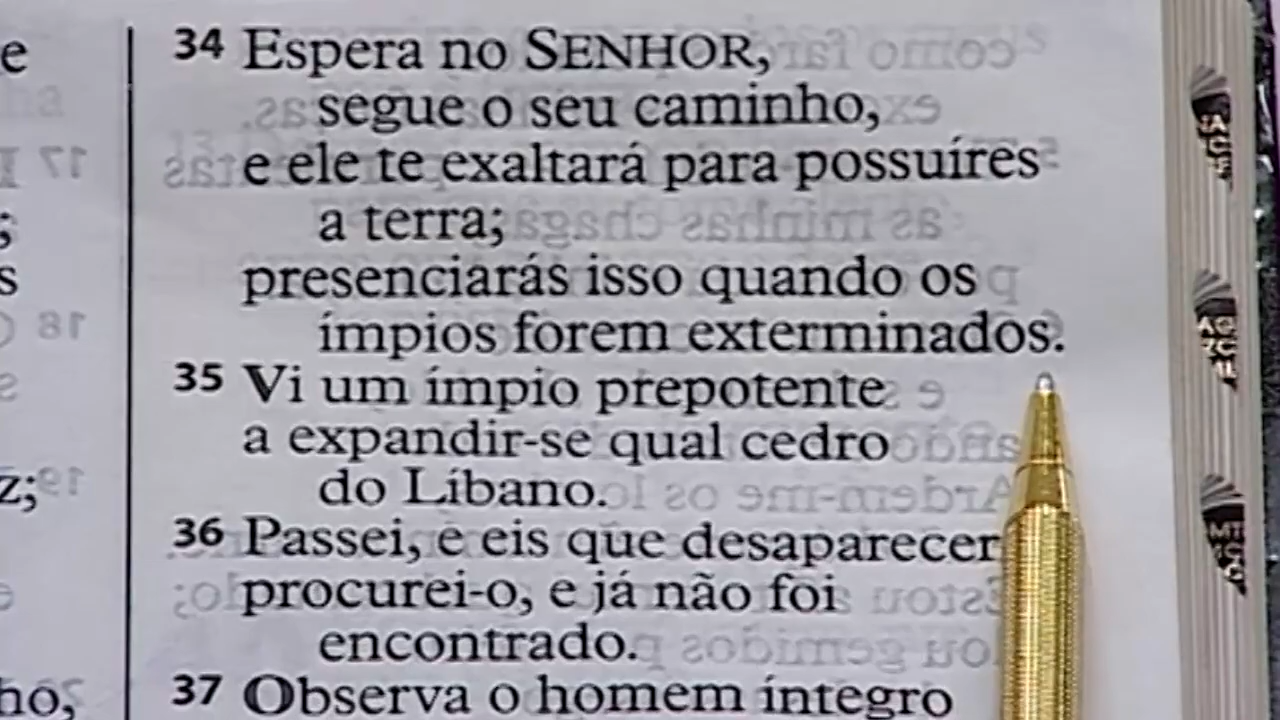 34 Espera no SENHOR,
segue o seu caminho,
e ele te exaltará para possuíres
a terra;
presenciarás isso quando os
ímpios forem exterminados.
35 Vi um ímpio prepotente
a expandir-se qual cedro
do Líbano.
36 Passei, e eis que desaparecer
procurei-o, e já não foi
encontrado.
37 Observa o homem íntegro